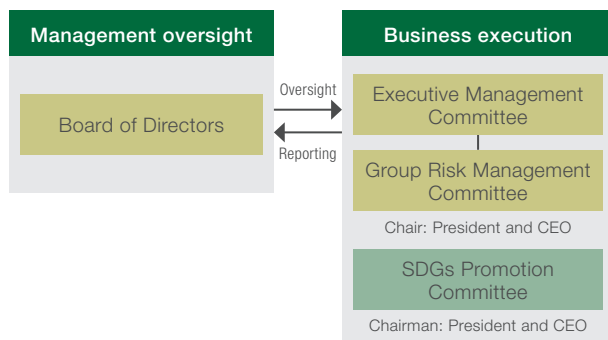 Management oversight
Board of Directors
Oversight
Reporting
Business execution
Executive Management
Committee
Group Risk Management
Committee
Chair: President and CEO
SDGs Promotion
Committee
Chairman: President and CEO